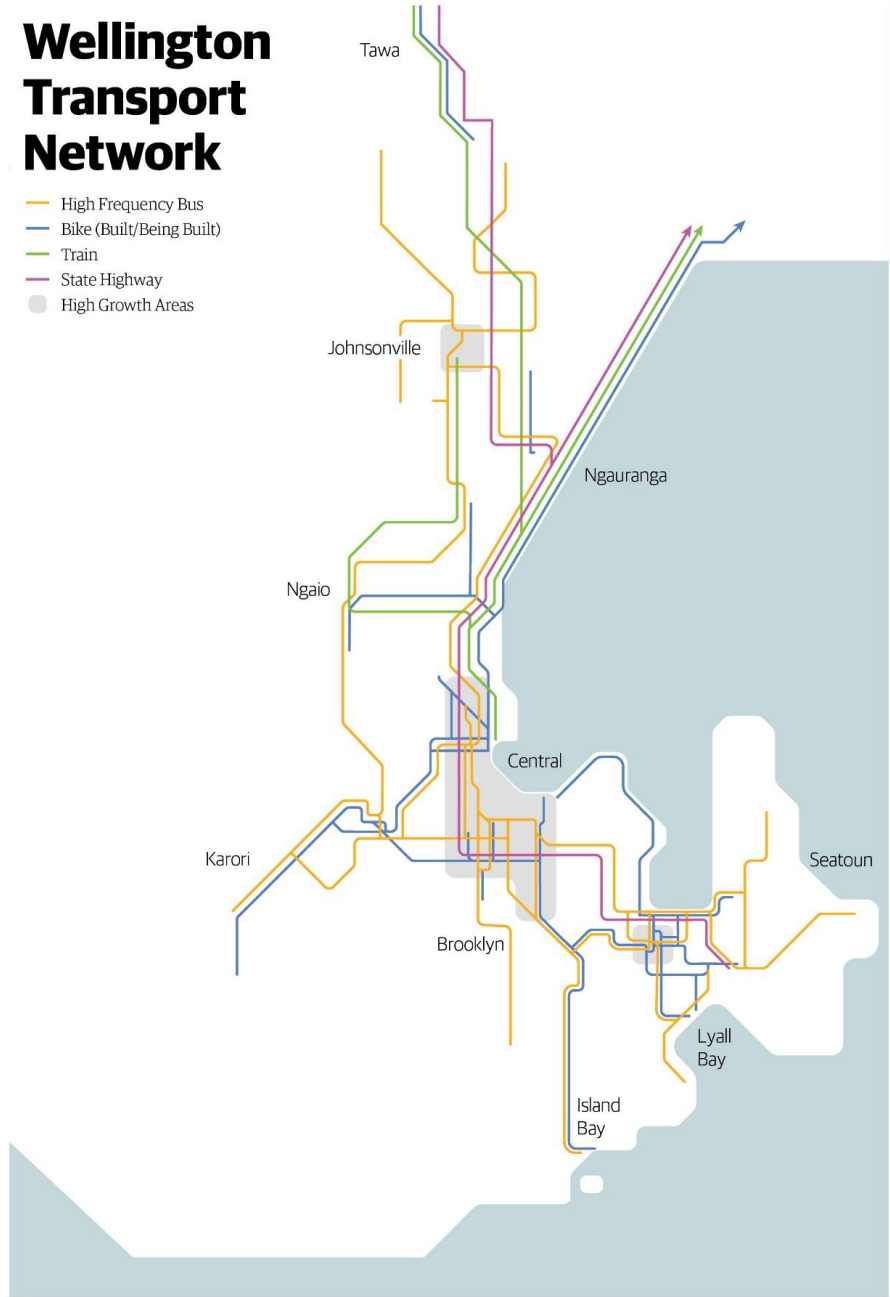 Wellington
Transport
Network
High Frequency Bus
Bike (Built/Being Built)
Train
State Highway
High Growth Areas
Tawa
Johnsonville
Ngauranga
Ngaio
Central
Karori
Seatoun
Brooklyn
Lyall
Bay
Island
Bay